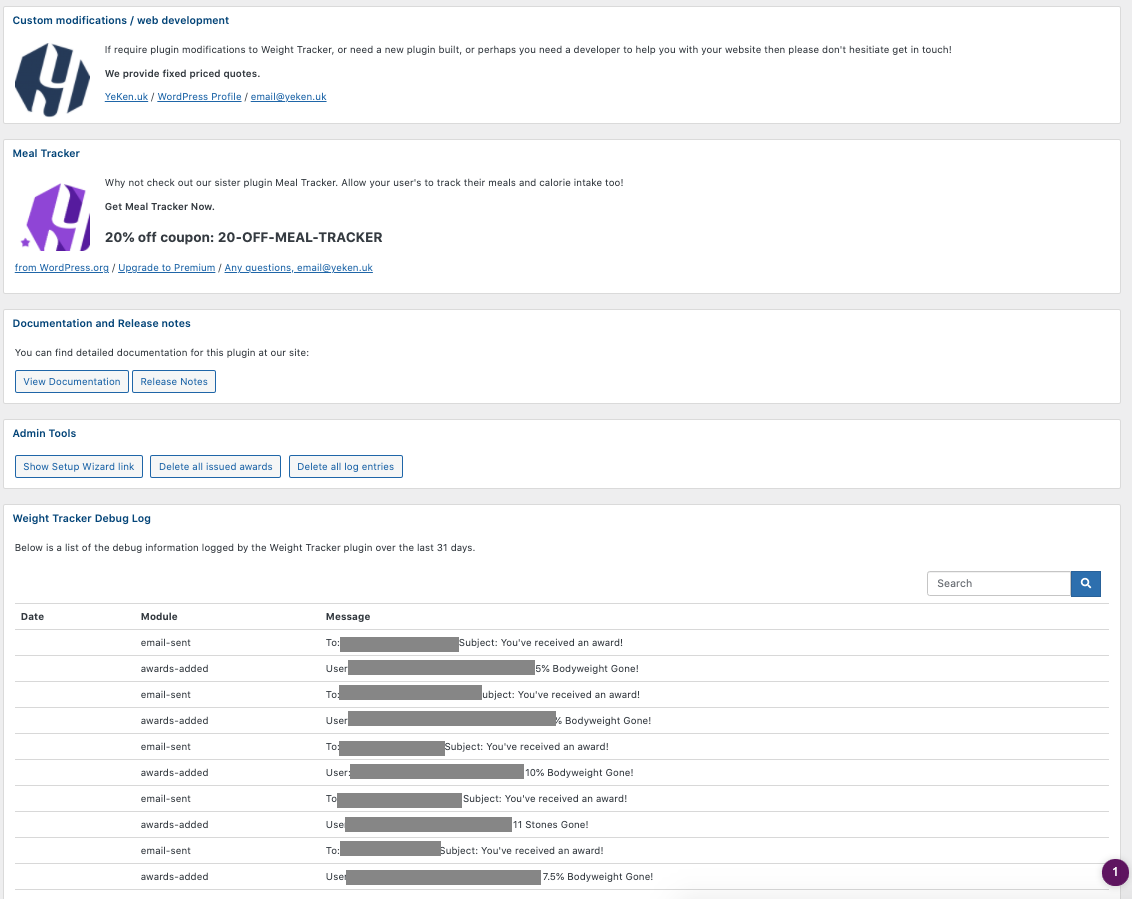 Custom modifications / web development
If require plugin modifications to Weight Tracker, or need a new plugin built, or perhaps you need a developer to help you with your website then please don't hesitiate get in touch!
We provide fixed priced quotes.
YeKen.uk / WordPress Profile / email@yeken.uk
Meal Tracker
Why not check out our sister plugin Meal Tracker. Allow your user's to track their meals and calorie intake too!
Get Meal Tracker Now.
20% off coupon: 20-OFF-MEAL-TRACKER
from WordPress.org / Upgrade to Premium / Any questions, email@yeken.uk
Documentation and Release notes
You can find detailed documentation for this plugin at our site:
View Documentation Release Notes
Admin Tools
Show Setup Wizard link Delete all issued awards Delete all log entries
Weight Tracker Debug Log
Below is a list of the debug information logged by the Weight Tracker plugin over the last 31 days.
Search
Date Module Message
email-sent To: Subject: You've received an award!
awards-added User 5% Bodyweight Gone!
email-sent To: ubject: You've received an award!
awards-added User % Bodyweight Gone!
email-sent To: Subject: You've received an award!
awards-added User: 10% Bodyweight Gone!
email-sent To Subject: You've received an award!
awards-added Use 11 Stones Gone!
email-sent To: Subject: You've received an award!
awards-added User 7.5% Bodyweight Gone!
1